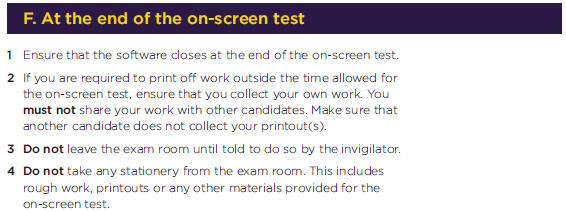 F. At the end of the on-screen test
1 Ensure that the software closes at the end of the on-screen test.
2 If you are required to print off work outside the time allowed for
the on-screen test, ensure that you collect your own work. You
must not share your work with other candidates. Make sure that
another candidate does not collect your printout(s).
3 Do not leave the exam room until told to do so by the invigilator.
4 Do not take any stationery from the exam room. This includes
rough work, printouts or any other materials provided for the
on-screen test.